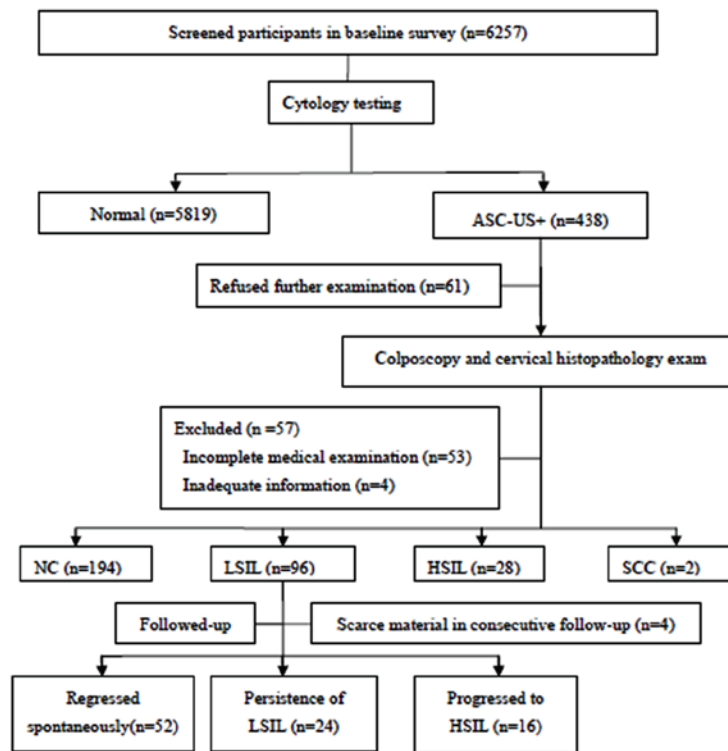 Screened participants in baseline survey (n=6257)
Cytology testing
Normal (n=5819)
ASC-US+ (n=438)
Refused further examination (n=61)
Colposcopy and cervical histopathology exam
Excluded (n =57)
Incomplete medical examination (n=53)
Inadequate information (n=4)
NC (n=194)
LSIL (n=96)
HSIL (n=28)
SCC (n=2)
Followed-up
Scarce material in consecutive follow-up (n=4)
Regressed
spontaneously(n=52)
Persistence of
LSIL (n=24)
Progressed to
HSIL (n=16)